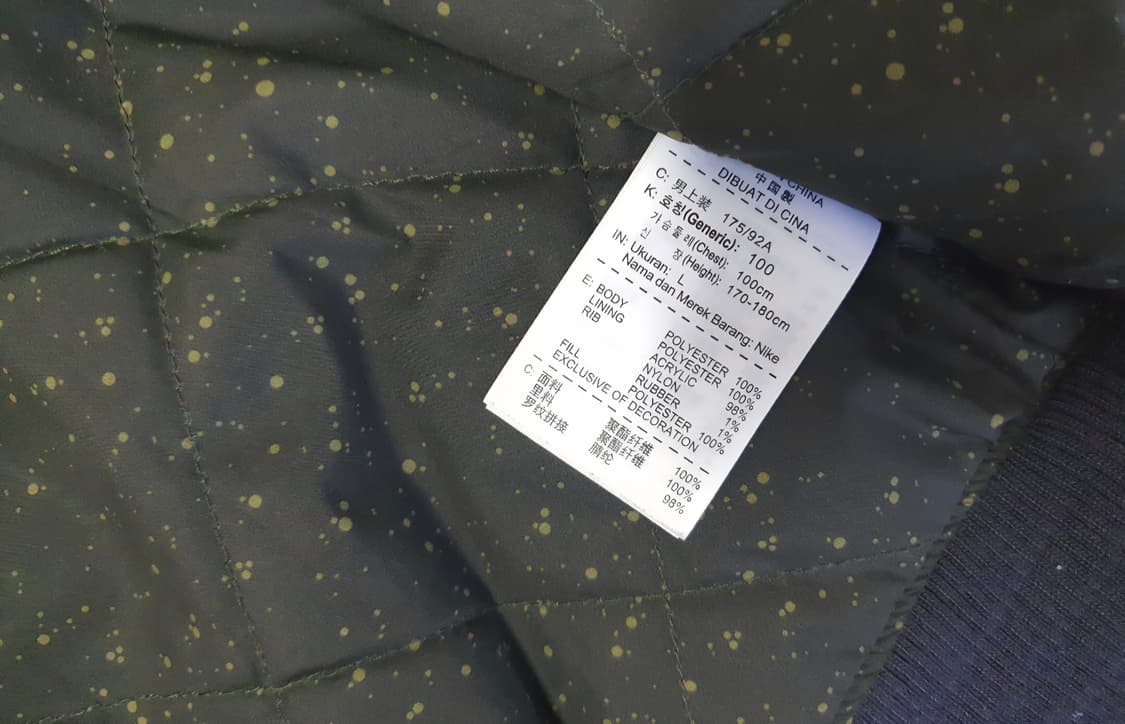 CHINA
中国製
DIBUAT DI CINA
C: 男上装 175/92A
K: 호칭(Generic): 100
가슴둘레(Chest): 100cm
신 장(Height): 170-180cm
IN: Ukuran: L
Nama dan Merek Barang: Nike
E: BODY POLYESTER 100%
LINING POLYESTER 100%
RIB ACRYLIC 98%
NYLON 1%
RUBBER 1%
FILL POLYESTER 100%
EXCLUSIVE OF DECORATION
C: 面料 聚酯纤维 100%
里料 聚酯纤维 100%
罗纹拼接 腈纶 98%